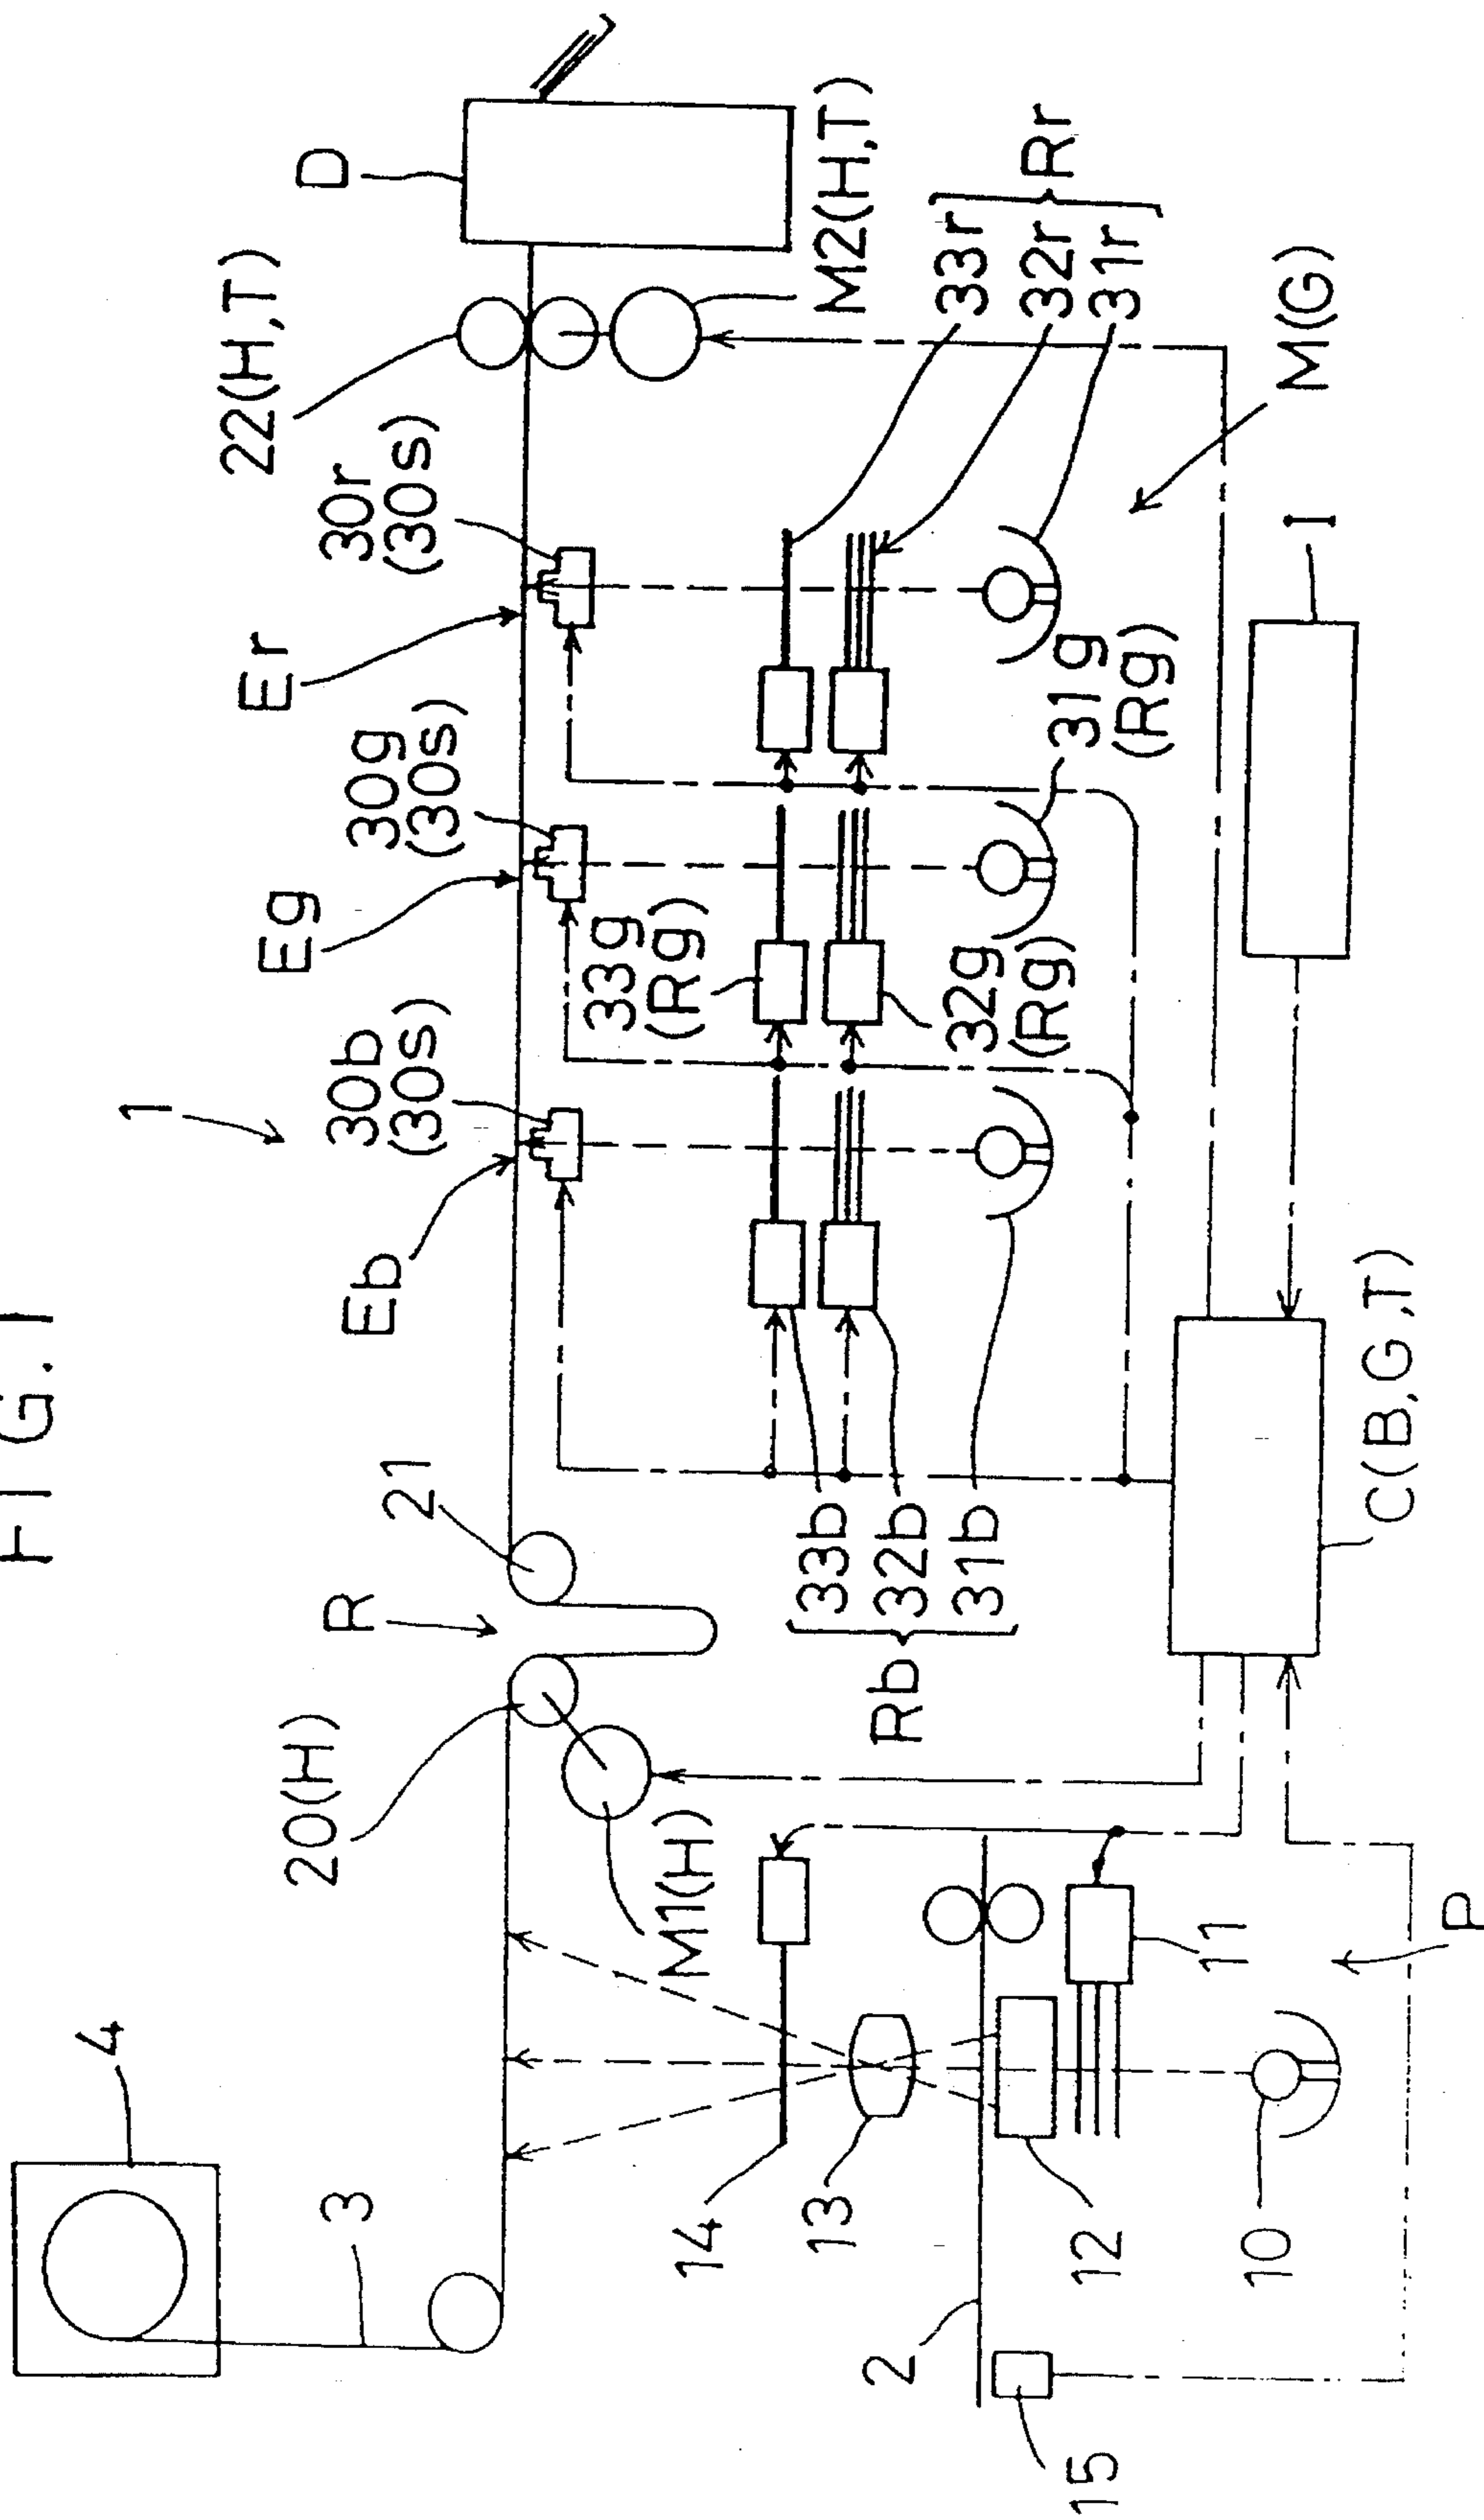 FIG. 1
1
4
3
20(H)
R
21
Eb
30b
(30s)
Eg
30g
(30s)
Er
30r
(30s)
22(H,T)
D
M2(H,T)
M1(H)
14
13
2
12
15
10
11
P
Rb
33b
32b
31b
33g
(Rg)
32g
(Rg)
31g
(Rg)
33r
32r
31r
Rr
M(G)
I
C(B,G,T)